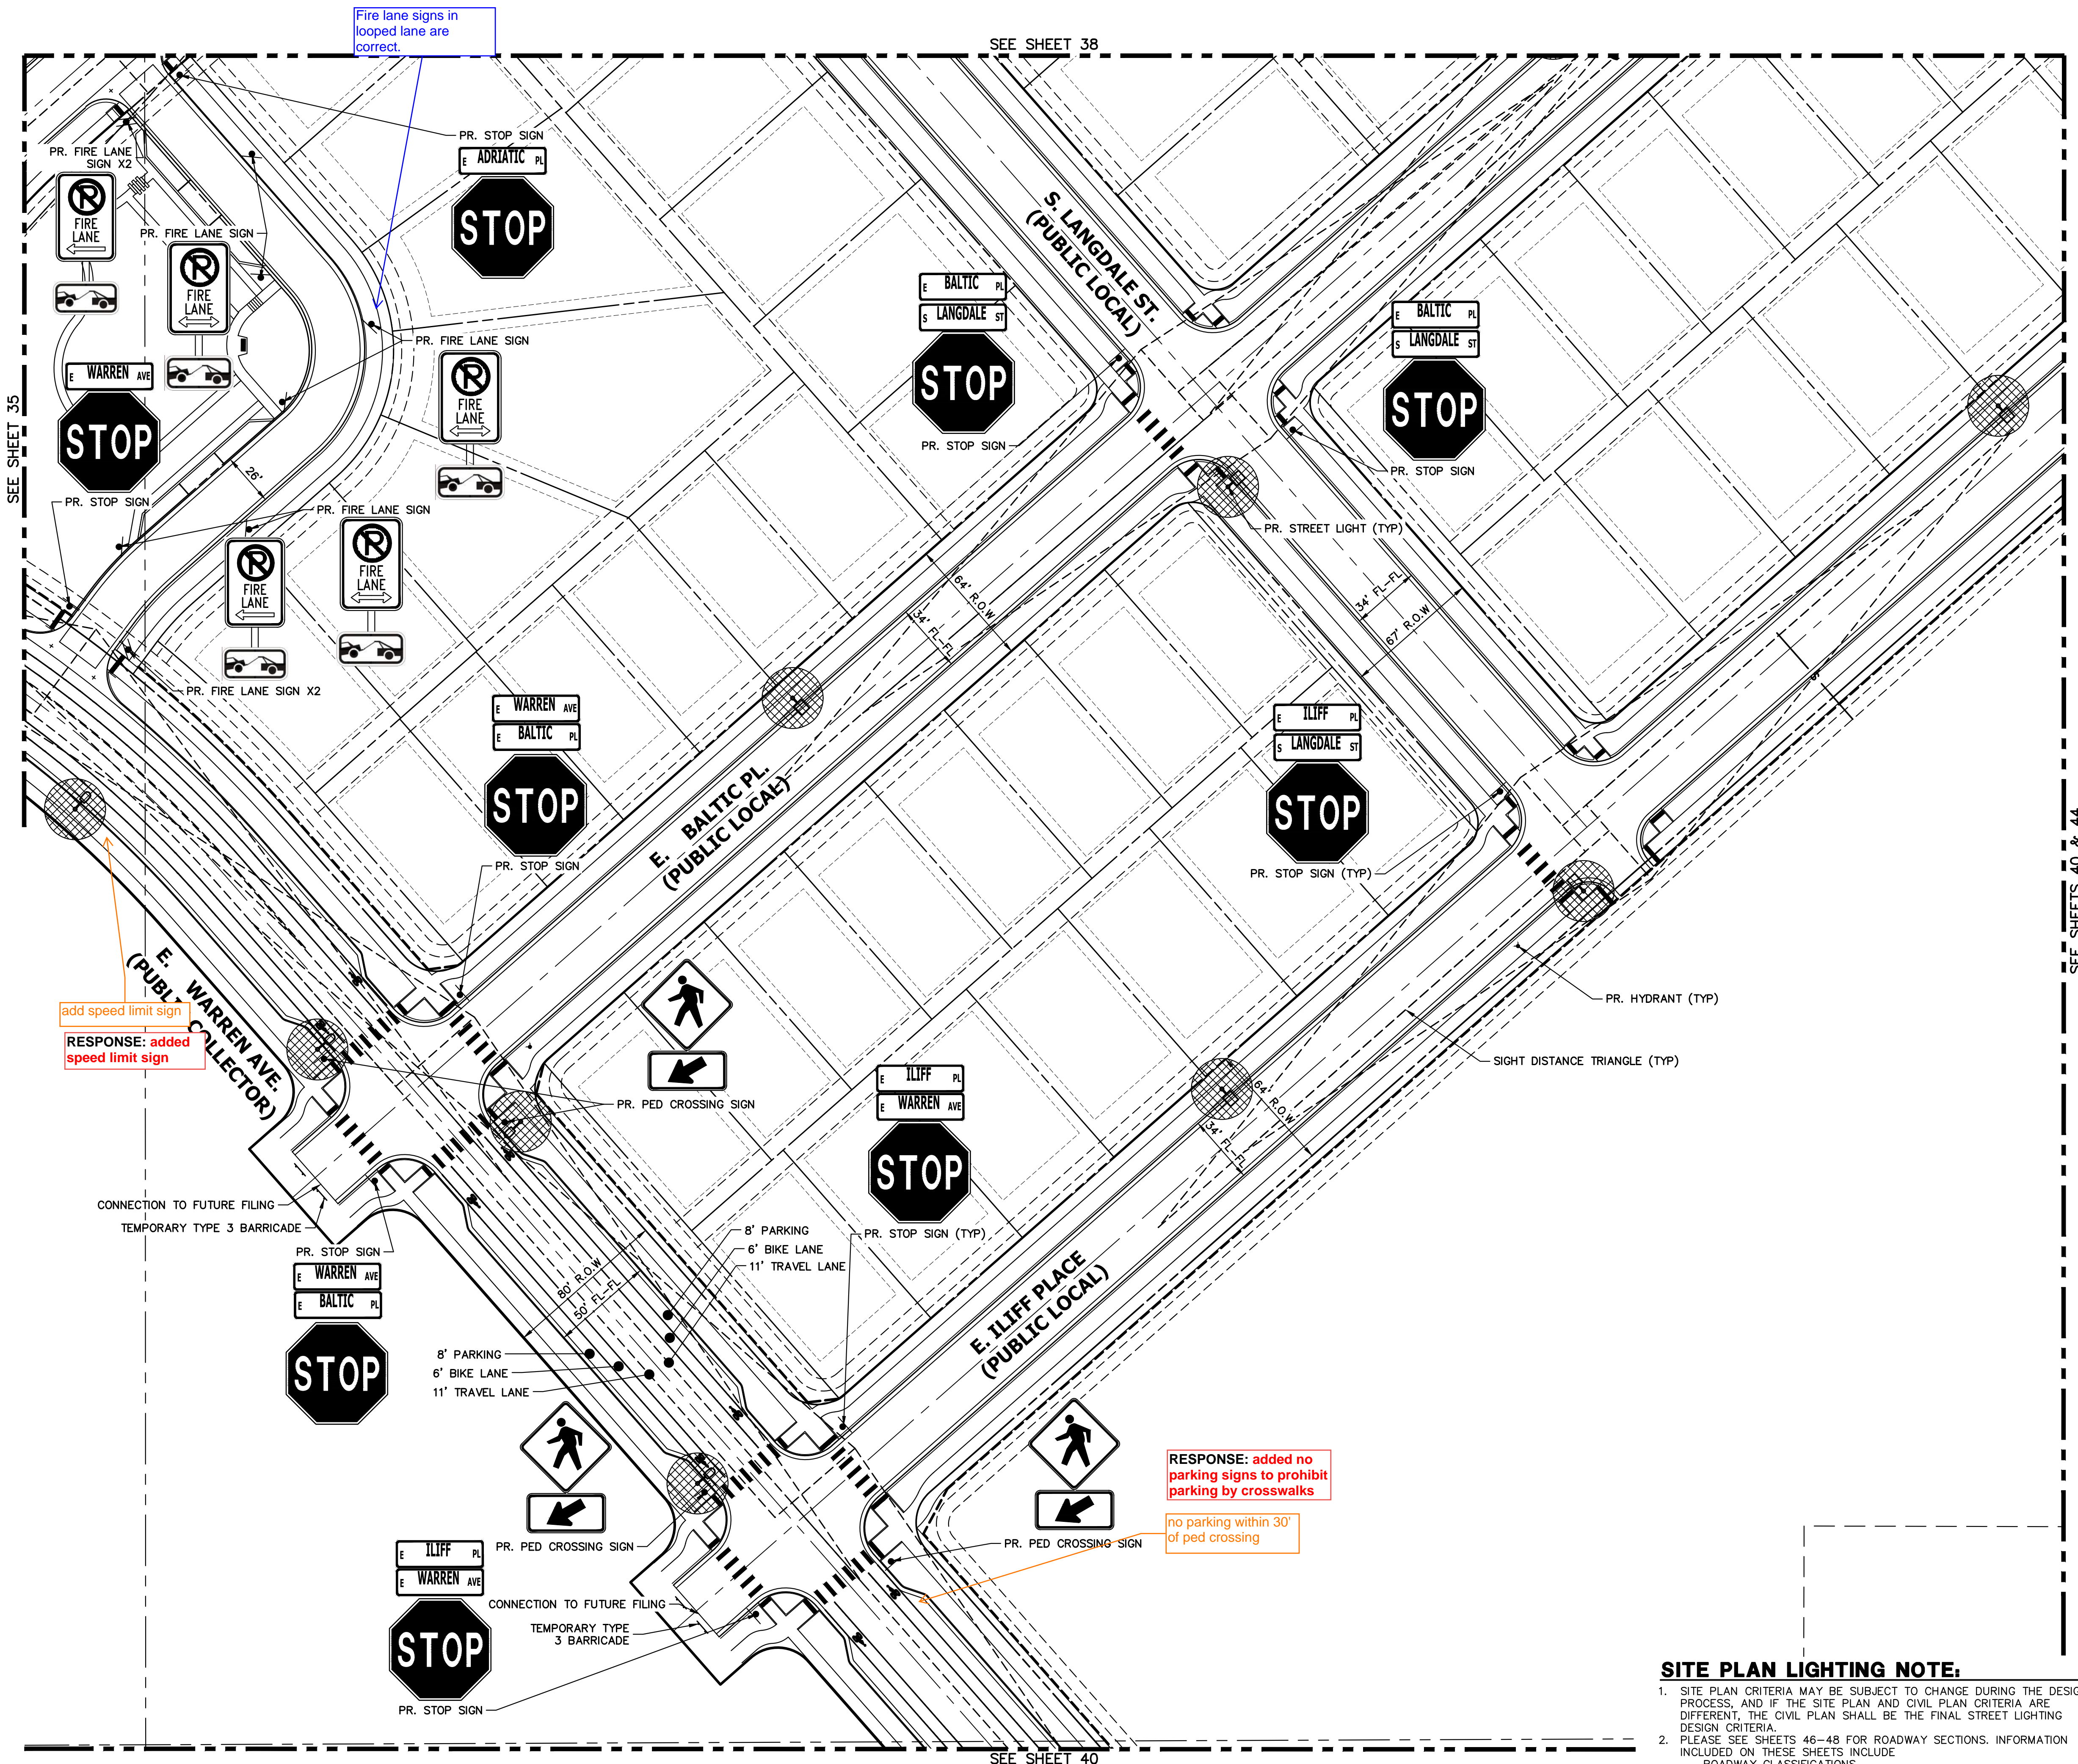 Fire lane signs in
looped lane are
correct.
SEE SHEET 38
PR. STOP SIGN
E ADRIATIC PL
STOP
PR. FIRE LANE
SIGN X2
FIRE
LANE
PR. FIRE LANE SIGN
FIRE
LANE
S. LANGDALE ST.
(PUBLIC LOCAL)
E BALTIC PL
S LANGDALE ST
STOP
PR. STOP SIGN
E BALTIC PL
S LANGDALE ST
STOP
PR. STOP SIGN
PR. FIRE LANE SIGN
FIRE
LANE
E WARREN AVE
STOP
PR. STOP SIGN
SEE SHEET 35
26'
PR. FIRE LANE SIGN
FIRE
LANE
FIRE
LANE
PR. FIRE LANE SIGN X2
PR. STREET LIGHT (TYP)
34' FL-FL
67' R.O.W
64' R.O.W
34' FL-FL
E WARREN AVE
E BALTIC PL
STOP
PR. STOP SIGN
E. BALTIC PL.
(PUBLIC LOCAL)
E ILIFF PL
S LANGDALE ST
STOP
PR. STOP SIGN (TYP)
SEE SHEETS 40 & 44
E. WARREN AVE.
(PUBLIC COLLECTOR)
add speed limit sign
RESPONSE: added
speed limit sign
PR. HYDRANT (TYP)
SIGHT DISTANCE TRIANGLE (TYP)
PR. PED CROSSING SIGN
E ILIFF PL
E WARREN AVE
STOP
PR. STOP SIGN (TYP)
64' R.O.W
34' FL-FL
CONNECTION TO FUTURE FILING
TEMPORARY TYPE 3 BARRICADE
PR. STOP SIGN
E WARREN AVE
E BALTIC PL
STOP
8' PARKING
6' BIKE LANE
11' TRAVEL LANE
80' R.O.W
50' FL-FL
8' PARKING
6' BIKE LANE
11' TRAVEL LANE
E. ILIFF PLACE
(PUBLIC LOCAL)
RESPONSE: added no
parking signs to prohibit
parking by crosswalks
no parking within 30'
of ped crossing
PR. PED CROSSING SIGN
PR. PED CROSSING SIGN
E ILIFF PL
E WARREN AVE
STOP
CONNECTION TO FUTURE FILING
TEMPORARY TYPE
3 BARRICADE
PR. STOP SIGN
SEE SHEET 40
SITE PLAN LIGHTING NOTE:
1. SITE PLAN CRITERIA MAY BE SUBJECT TO CHANGE DURING THE DESIG
PROCESS, AND IF THE SITE PLAN AND CIVIL PLAN CRITERIA ARE
DIFFERENT, THE CIVIL PLAN SHALL BE THE FINAL STREET LIGHTING
DESIGN CRITERIA.
2. PLEASE SEE SHEETS 46-48 FOR ROADWAY SECTIONS. INFORMATION
INCLUDED ON THESE SHEETS INCLUDE
ROADWAY CLASSIFICATIONS